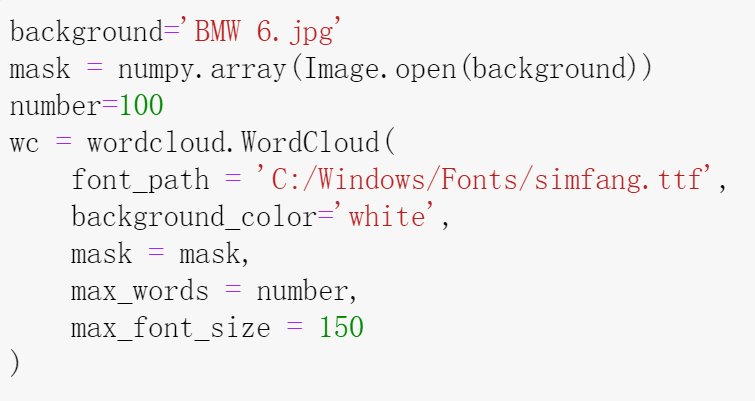 background='BMW 6.jpg'
mask = numpy.array(Image.open(background))
number=100
wc = wordcloud.WordCloud(
    font_path = 'C:/Windows/Fonts/simfang.ttf',
    background_color='white',
    mask = mask,
    max_words = number,
    max_font_size = 150
)